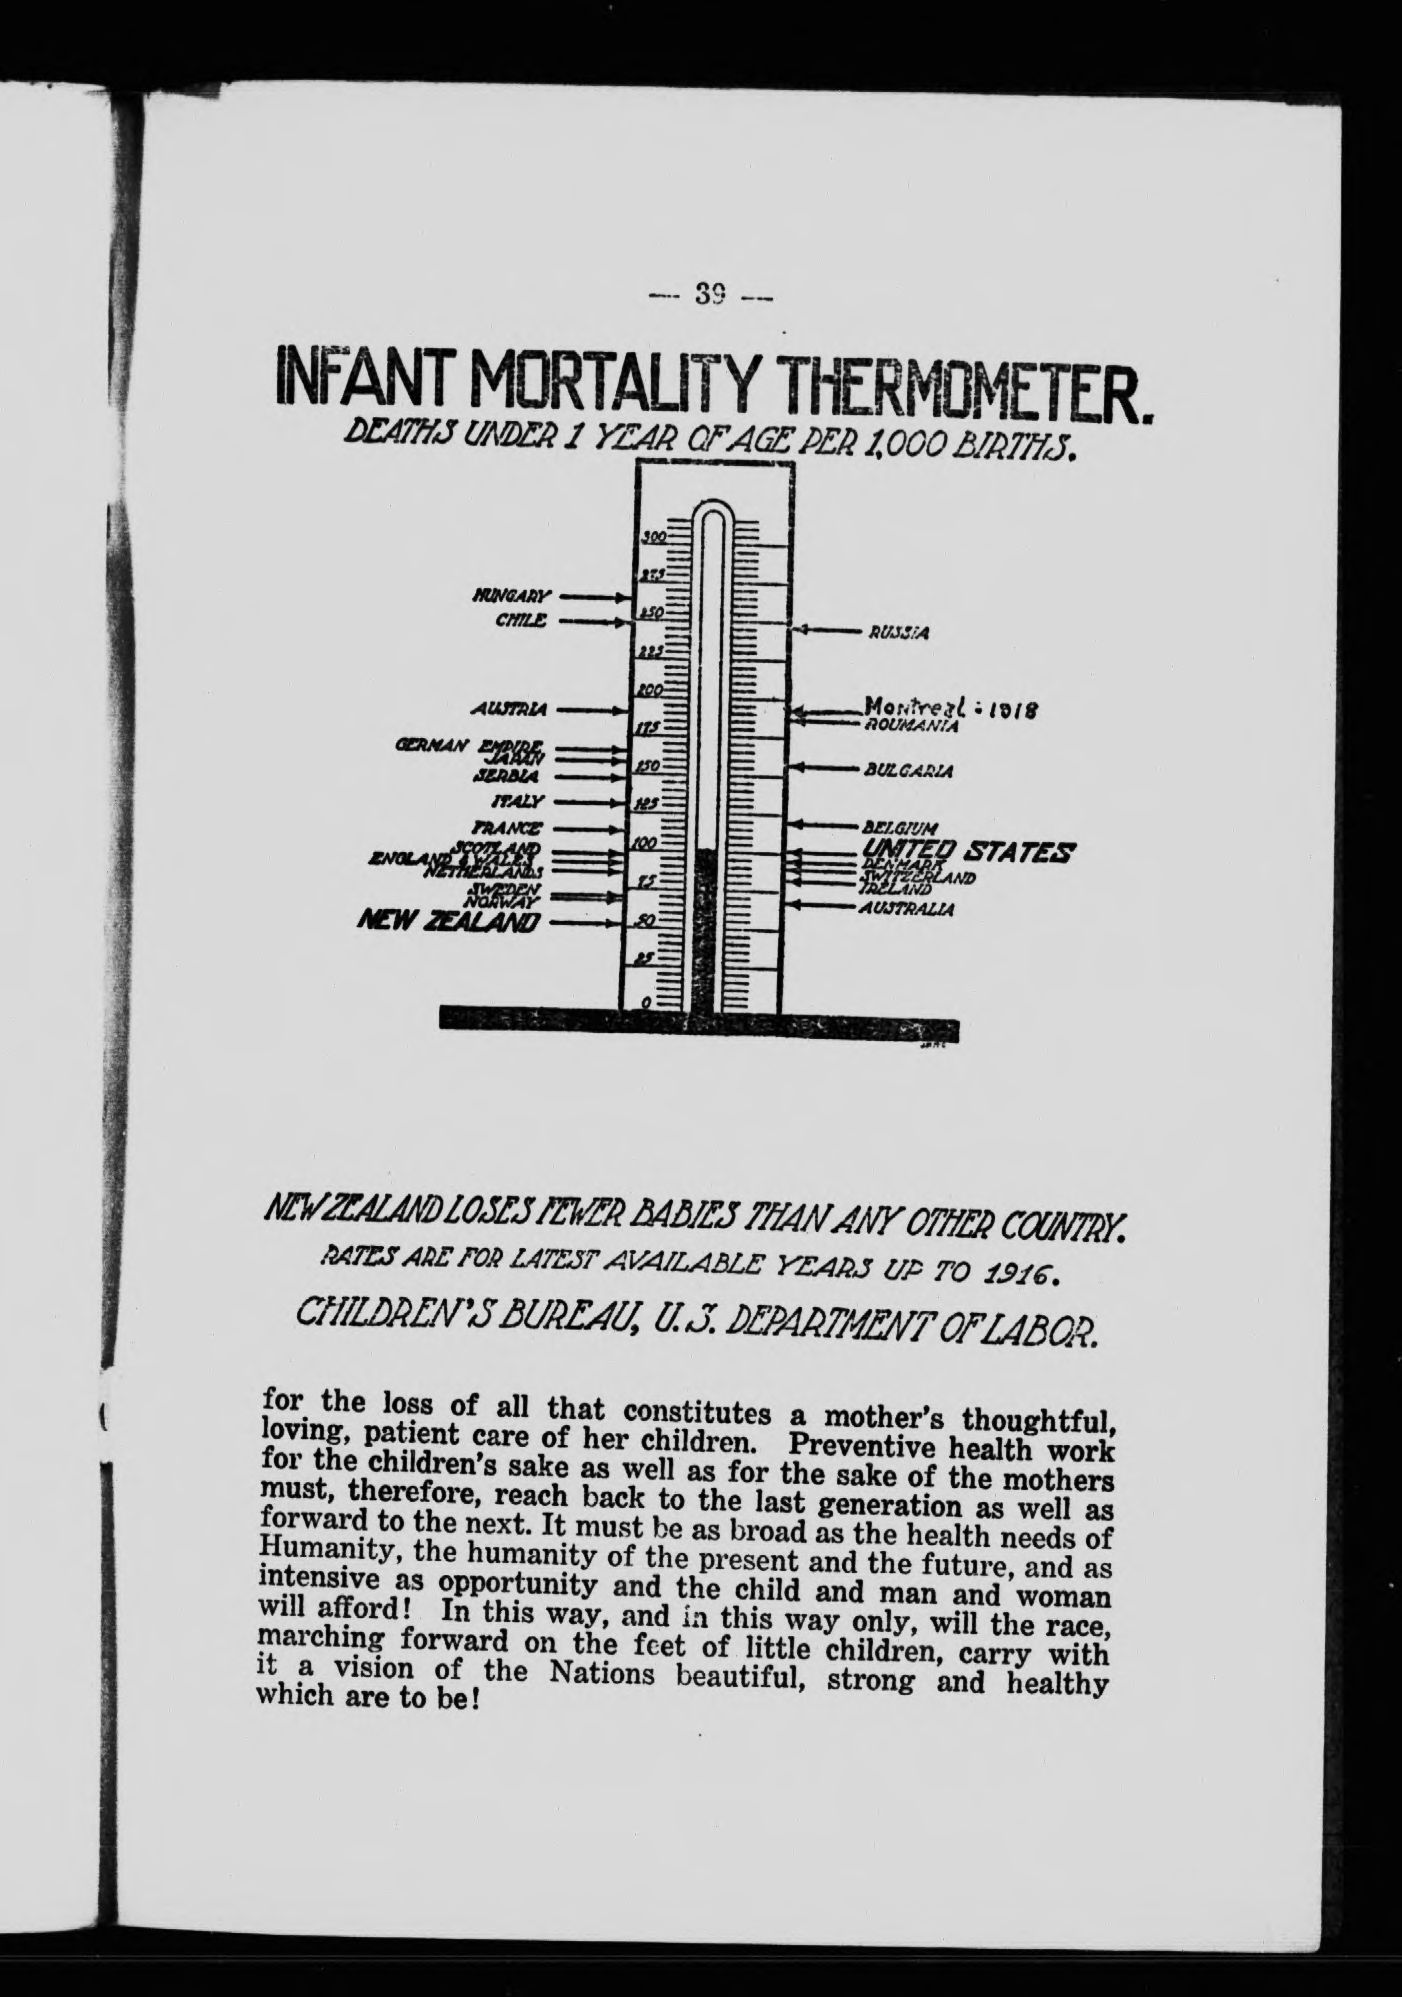 — 39 —
INFANT MORTALITY THERMOMETER.
DEATHS UNDER 1 YEAR OF AGE PER 1,000 BIRTHS.
300
275
HUNGARY
250
CHILE
RUSSIA
225
200
AUSTRIA
Montreal: 1918
ROUMANIA
175
GERMAN EMPIRE
JAPAN
150
BULGARIA
SERBIA
ITALY
125
FRANCE
BELGIUM
100
SCOTLAND
UNITED STATES
ENGLAND & WALES
DENMARK
NETHERLANDS
SWITZERLAND
75
IRELAND
SWEDEN
NORWAY
AUSTRALIA
NEW ZEALAND
50
25
0
NEW ZEALAND LOSES FEWER BABIES THAN ANY OTHER COUNTRY.
RATES ARE FOR LATEST AVAILABLE YEARS UP TO 1916.
CHILDREN'S BUREAU, U.S. DEPARTMENT OF LABOR.
for the loss of all that constitutes a mother's thoughtful,
loving, patient care of her children. Preventive health work
for the children's sake as well as for the sake of the mothers
must, therefore, reach back to the last generation as well as
forward to the next. It must be as broad as the health needs of
Humanity, the humanity of the present and the future, and as
intensive as opportunity and the child and man and woman
will afford! In this way, and in this way only, will the race,
marching forward on the feet of little children, carry with
it a vision of the Nations beautiful, strong and healthy
which are to be!